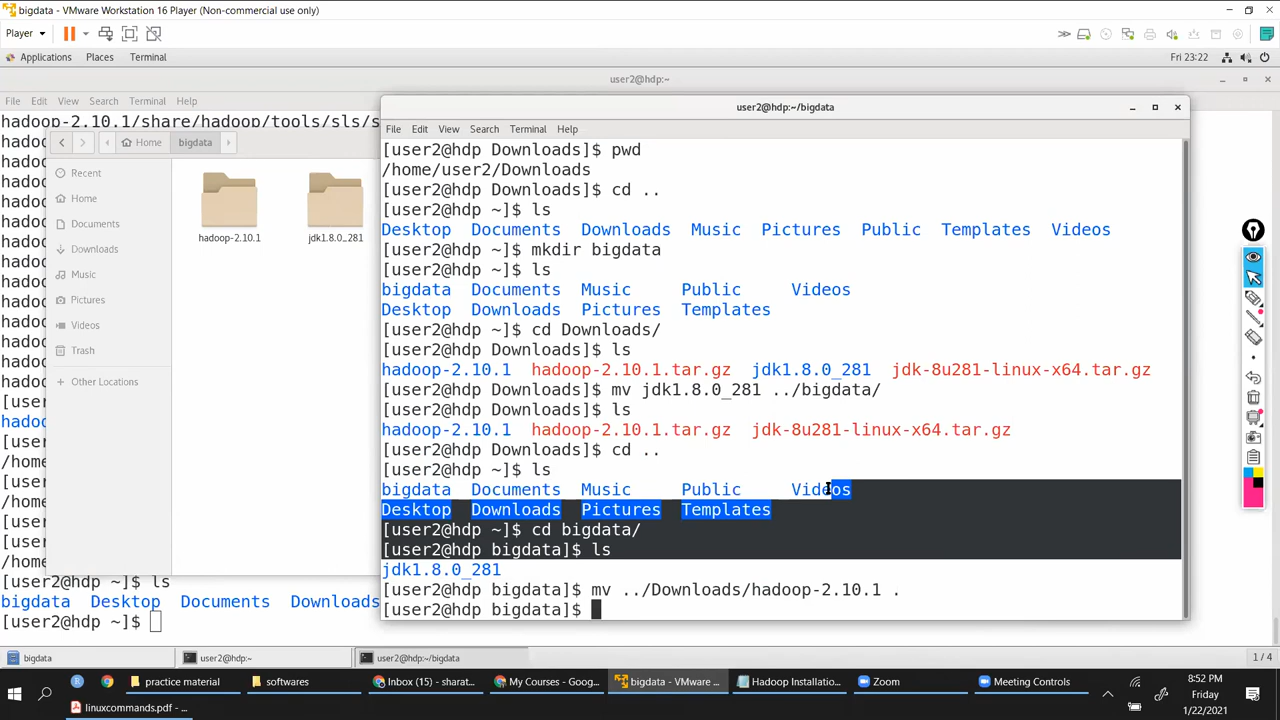 bigdata - VMware Workstation 16 Player (Non-commercial use only)
Player
Applications Places Terminal Fri 23:22
user2@hdp:~
File Edit View Search Terminal Help
hadoop-2.10.1/share/hadoop/tools/sls/s
Home bigdata
Recent
Home
Documents
Downloads
Music
Pictures
Videos
Trash
Other Locations
hadoop-2.10.1 jdk1.8.0_281
user2@hdp:~/bigdata
File Edit View Search Terminal Help
[user2@hdp Downloads]$ pwd
/home/user2/Downloads
[user2@hdp Downloads]$ cd ..
[user2@hdp ~]$ ls
Desktop Documents Downloads Music Pictures Public Templates Videos
[user2@hdp ~]$ mkdir bigdata
[user2@hdp ~]$ ls
bigdata Documents Music Public Videos
Desktop Downloads Pictures Templates
[user2@hdp ~]$ cd Downloads/
[user2@hdp Downloads]$ ls
hadoop-2.10.1 hadoop-2.10.1.tar.gz jdk1.8.0_281 jdk-8u281-linux-x64.tar.gz
[user2@hdp Downloads]$ mv jdk1.8.0_281 ../bigdata/
[user2@hdp Downloads]$ ls
hadoop-2.10.1 hadoop-2.10.1.tar.gz jdk-8u281-linux-x64.tar.gz
[user2@hdp Downloads]$ cd ..
[user2@hdp ~]$ ls
bigdata Documents Music Public Videos
Desktop Downloads Pictures Templates
[user2@hdp ~]$ cd bigdata/
[user2@hdp bigdata]$ ls
jdk1.8.0_281
[user2@hdp bigdata]$ mv ../Downloads/hadoop-2.10.1 .
[user2@hdp bigdata]$
[user2@hdp ~]$ ls
bigdata Desktop Documents Downloads
[user2@hdp ~]$
bigdata user2@hdp:~ user2@hdp:~/bigdata 1 / 4
practice material softwares Inbox (15) - sharat... My Courses - Goog... bigdata - VMware ... Hadoop Installatio... Zoom Meeting Controls
linuxcommands.pdf - ...
8:52 PM
Friday
1/22/2021